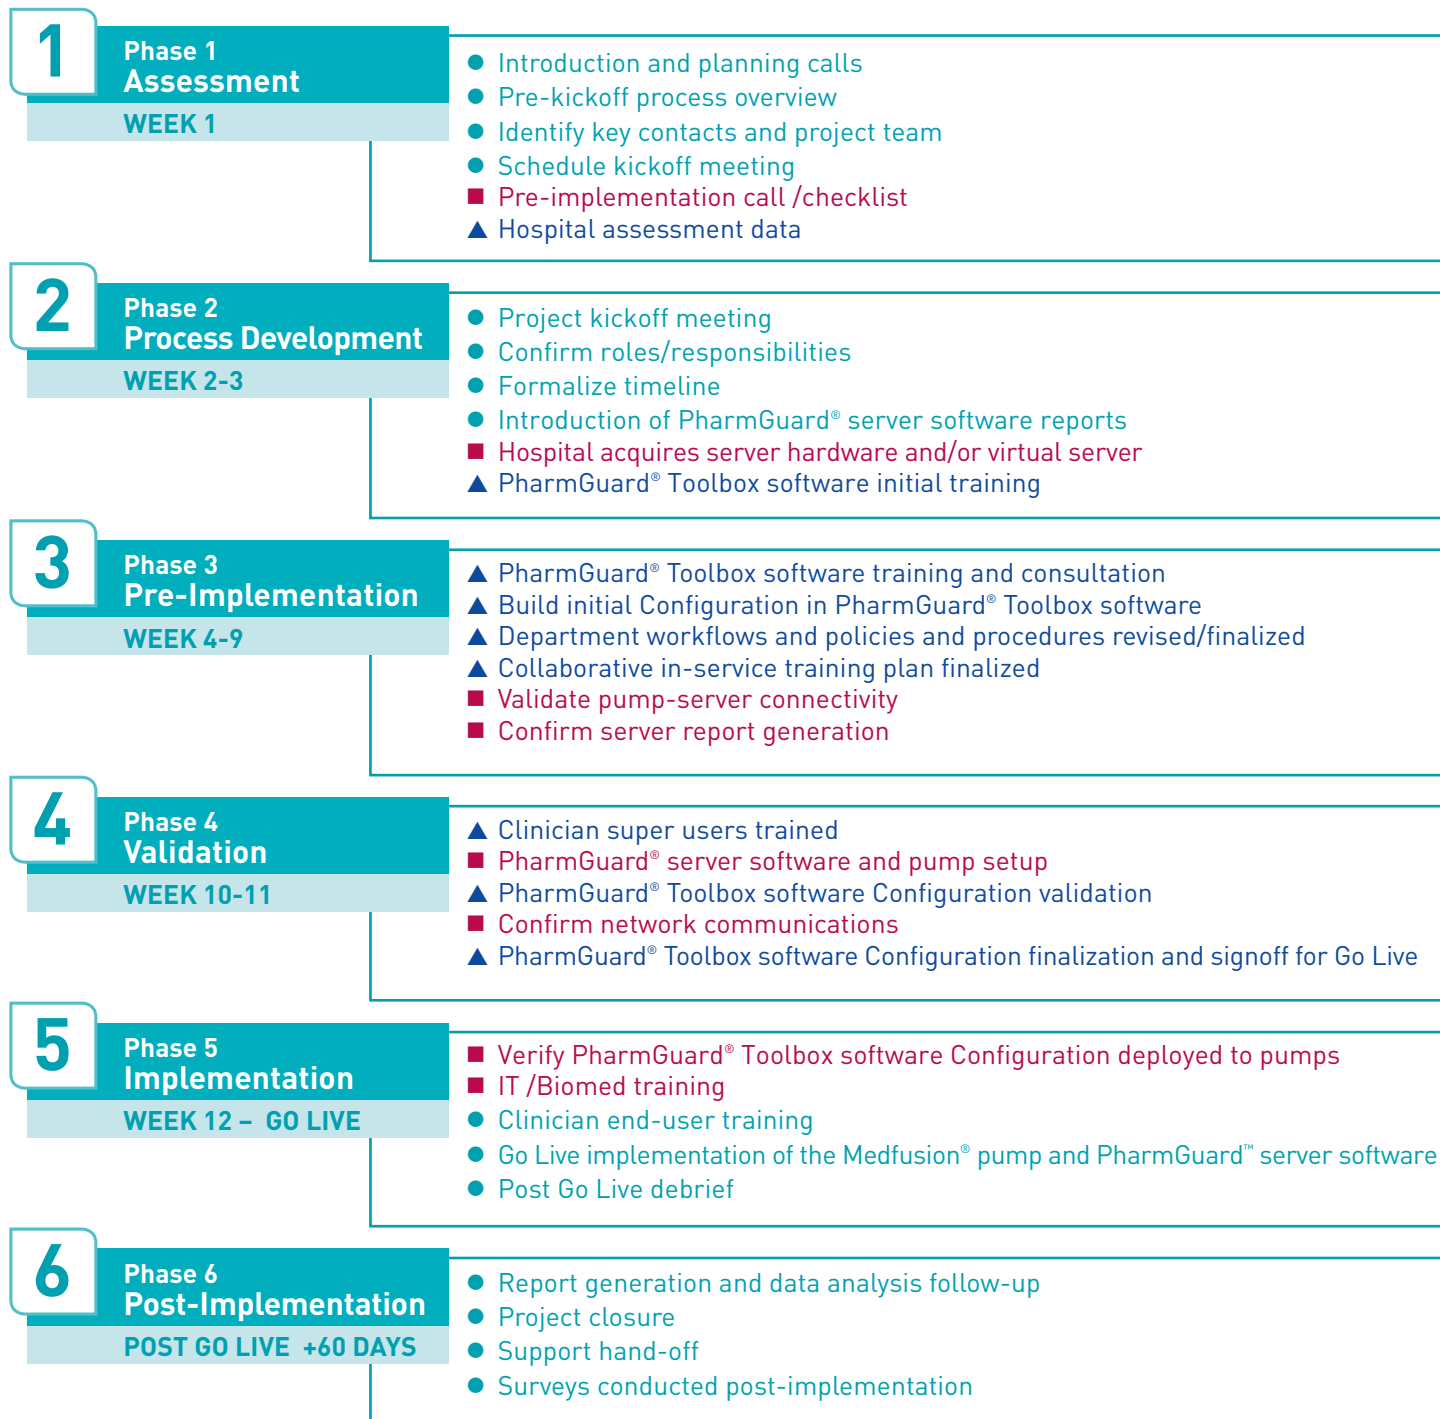 1
Phase 1
Assessment
WEEK 1
Introduction and planning calls
Pre-kickoff process overview
Identify key contacts and project team
Schedule kickoff meeting
Pre-implementation call /checklist
Hospital assessment data
2
Phase 2
Process Development
WEEK 2-3
Project kickoff meeting
Confirm roles/responsibilities
Formalize timeline
Introduction of PharmGuard® server software reports
Hospital acquires server hardware and/or virtual server
PharmGuard® Toolbox software initial training
3
Phase 3
Pre-Implementation
WEEK 4-9
PharmGuard® Toolbox software training and consultation
Build initial Configuration in PharmGuard® Toolbox software
Department workflows and policies and procedures revised/finalized
Collaborative in-service training plan finalized
Validate pump-server connectivity
Confirm server report generation
4
Phase 4
Validation
WEEK 10-11
Clinician super users trained
PharmGuard® server software and pump setup
PharmGuard® Toolbox software Configuration validation
Confirm network communications
PharmGuard® Toolbox software Configuration finalization and signoff for Go Live
5
Phase 5
Implementation
WEEK 12 – GO LIVE
Verify PharmGuard® Toolbox software Configuration deployed to pumps
IT /Biomed training
Clinician end-user training
Go Live implementation of the Medfusion® pump and PharmGuard™ server software
Post Go Live debrief
6
Phase 6
Post-Implementation
POST GO LIVE +60 DAYS
Report generation and data analysis follow-up
Project closure
Support hand-off
Surveys conducted post-implementation